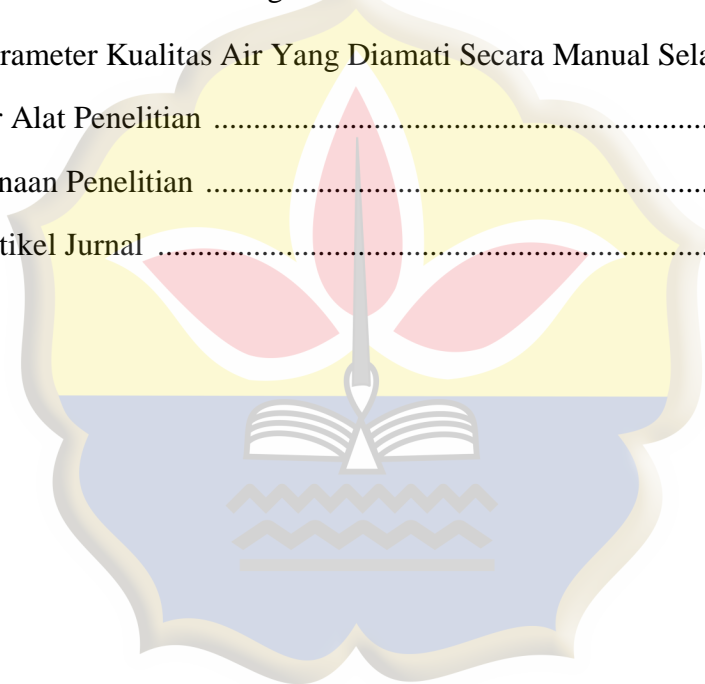 rameter Kualitas Air Yang Diamati Secara Manual Sela
r Alat Penelitian ............................................................
naan Penelitian ............................................................
tikel Jurnal ..................................................................